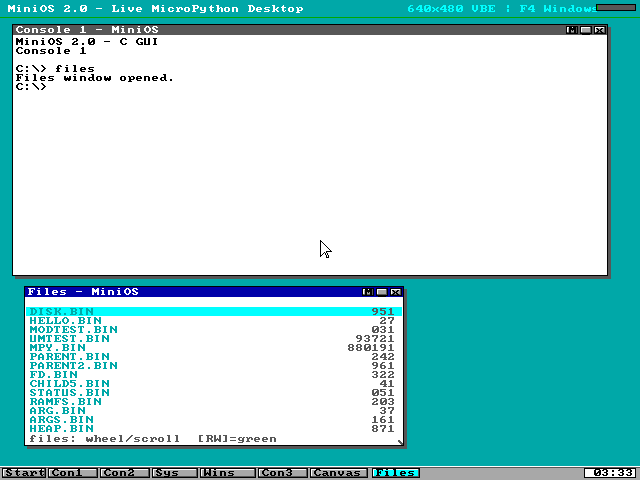 MiniOS 2.0 - Live MicroPython Desktop 640x480 VBE ¦ F4 Windows
Console 1 - MiniOS M
MiniOS 2.0 - C GUI
Console 1
C:\> files
Files window opened.
C:\>
Files - MiniOS M
DISK.BIN 951
HELLO.BIN 27
MODTEST.BIN 031
UMTEST.BIN 93721
MPY.BIN 880191
PARENT.BIN 242
PARENT2.BIN 961
FD.BIN 322
CHILD5.BIN 41
STATUS.BIN 051
RAMFS.BIN 203
ARG.BIN 37
ARGS.BIN 161
HEAP.BIN 871
files: wheel/scroll [RW]=green
Start Con1 Con2 Sys Wins Con3 Canvas Files 03:33